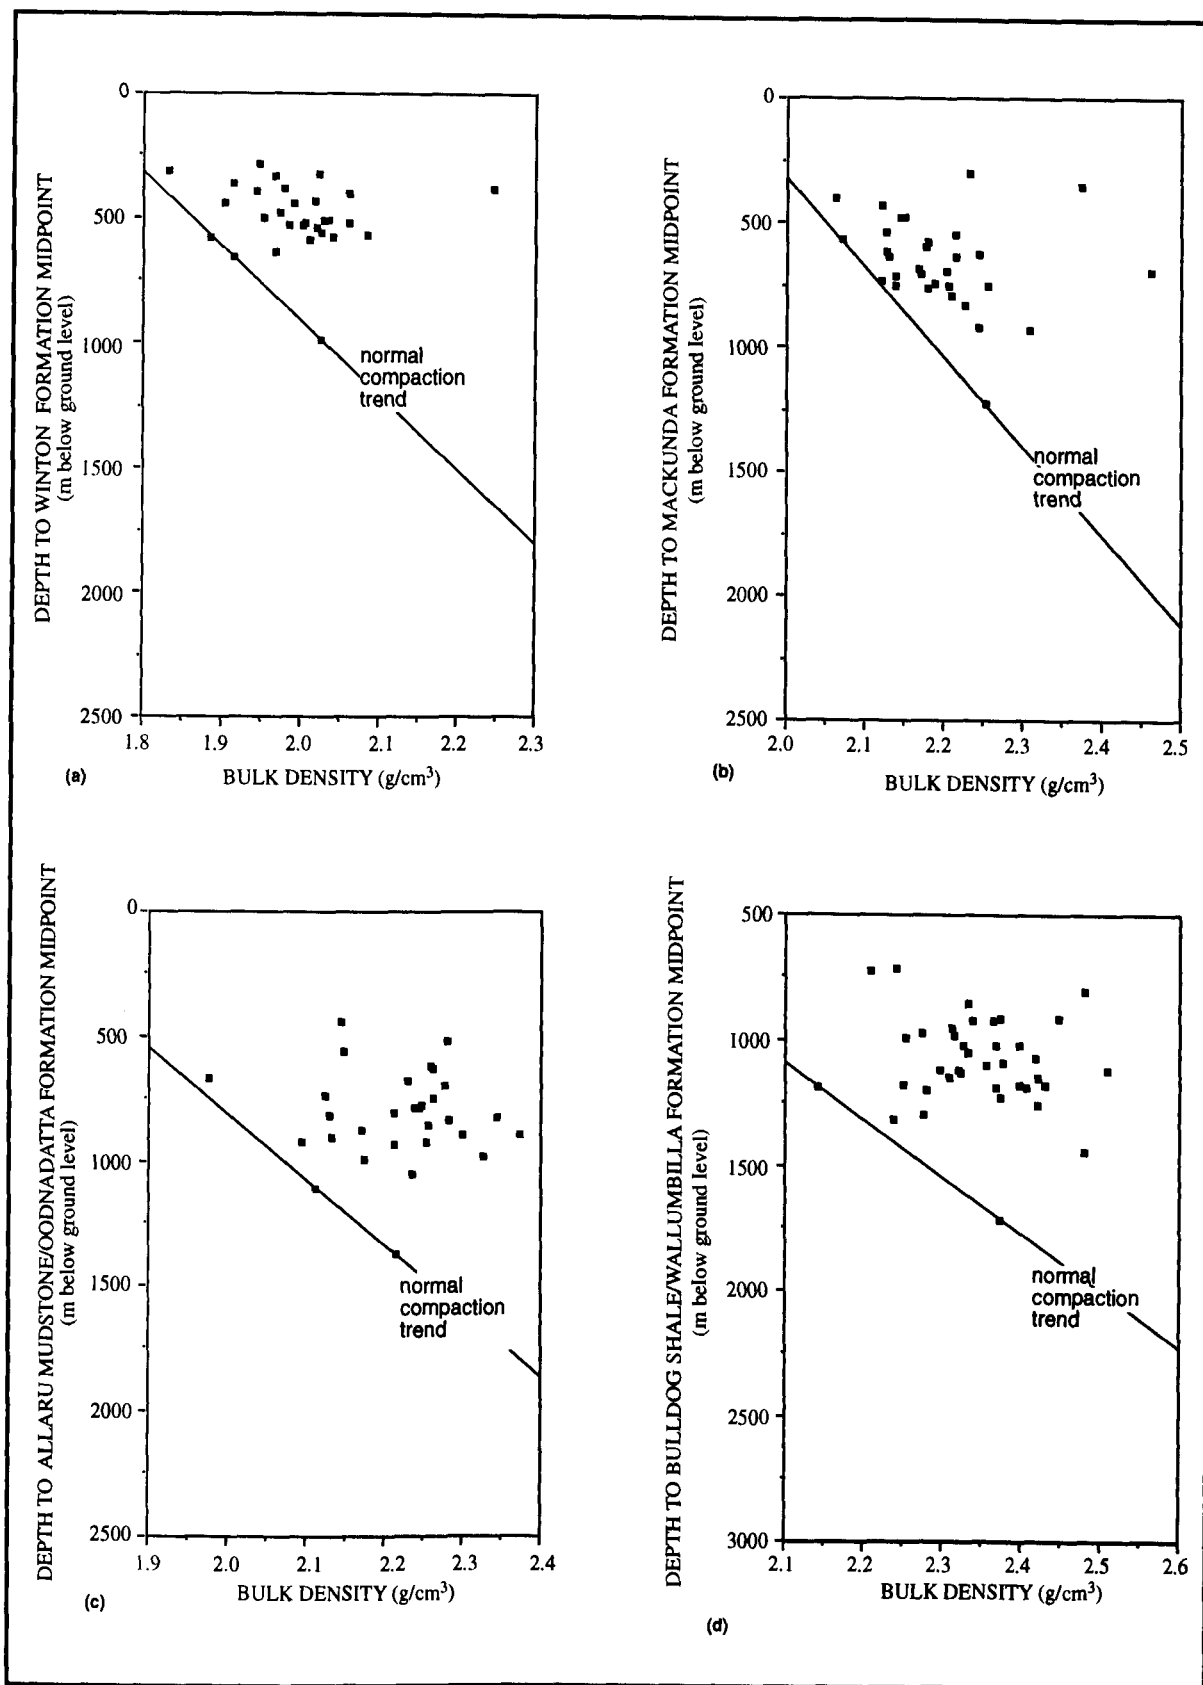 DEPTH TO WINTON FORMATION MIDPOINT
(m below ground level)
0
500
1000
1500
2000
2500
normal
compaction
trend
1.8 1.9 2.0 2.1 2.2 2.3
BULK DENSITY (g/cm³)
(a)
DEPTH TO MACKUNDA FORMATION MIDPOINT
(m below ground level)
0
500
1000
1500
2000
2500
normal
compaction
trend
2.0 2.1 2.2 2.3 2.4 2.5
BULK DENSITY (g/cm³)
(b)
DEPTH TO ALLARU MUDSTONE/OODNADATTA FORMATION MIDPOINT
(m below ground level)
0
500
1000
1500
2000
2500
normal
compaction
trend
1.9 2.0 2.1 2.2 2.3 2.4
BULK DENSITY (g/cm³)
(c)
DEPTH TO BULLDOG SHALE/WALLUMBILLA FORMATION MIDPOINT
(m below ground level)
500
1000
1500
2000
2500
3000
normal
compaction
trend
2.1 2.2 2.3 2.4 2.5 2.6
BULK DENSITY (g/cm³)
(d)